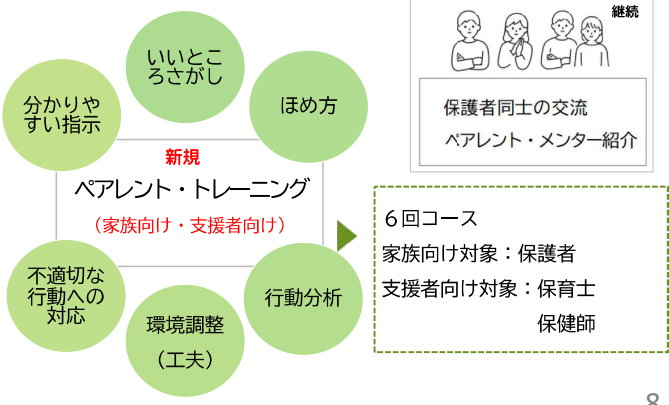 いいとこ
ろさがし
分かりや
すい指示
ほめ方
新規
ペアレント・トレーニング
（家族向け・支援者向け）
不適切な
行動への
対応
環境調整
（工夫）
行動分析
継続
保護者同士の交流
ペアレント・メンター紹介
６回コース
家族向け対象：保護者
支援者向け対象：保育士
保健師
8